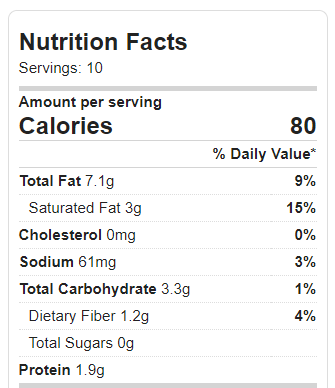 Nutrition Facts
Servings: 10
Amount per serving
Calories 80
% Daily Value*
Total Fat 7.1g 9%
Saturated Fat 3g 15%
Cholesterol 0mg 0%
Sodium 61mg 3%
Total Carbohydrate 3.3g 1%
Dietary Fiber 1.2g 4%
Total Sugars 0g
Protein 1.9g